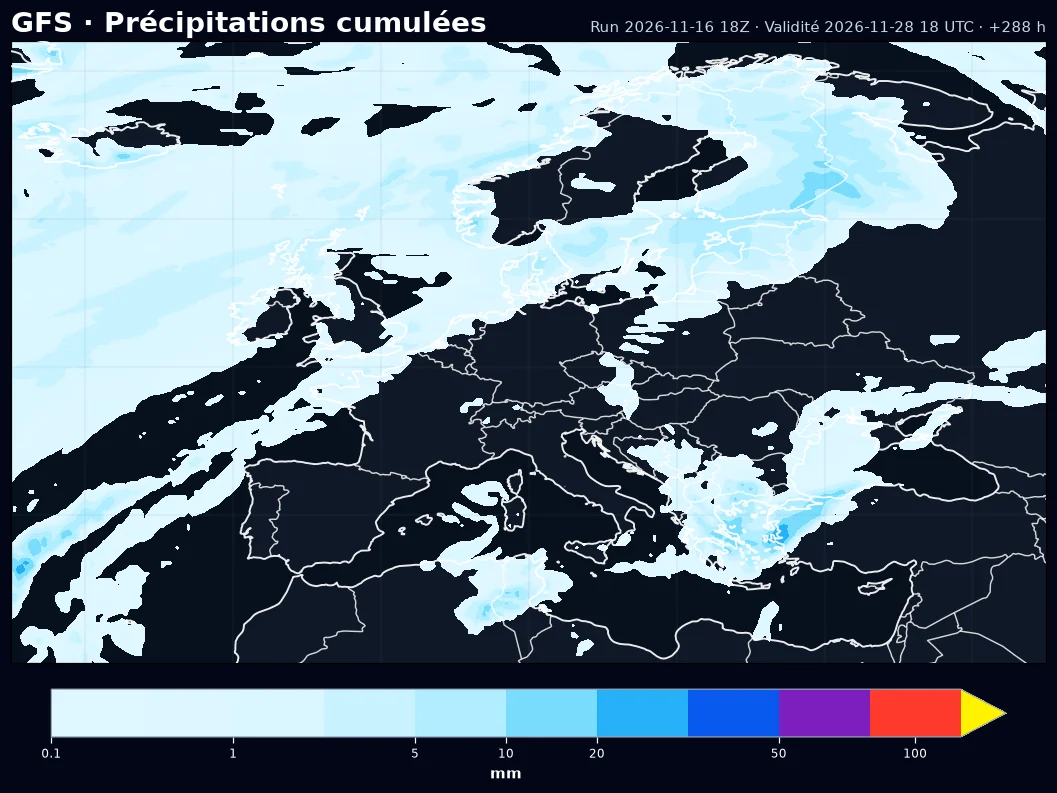 GFS · Précipitations cumulées
Run 2026-11-16 18Z · Validité 2026-11-28 18 UTC · +288 h
0.1 1 5 10 20 50 100
mm